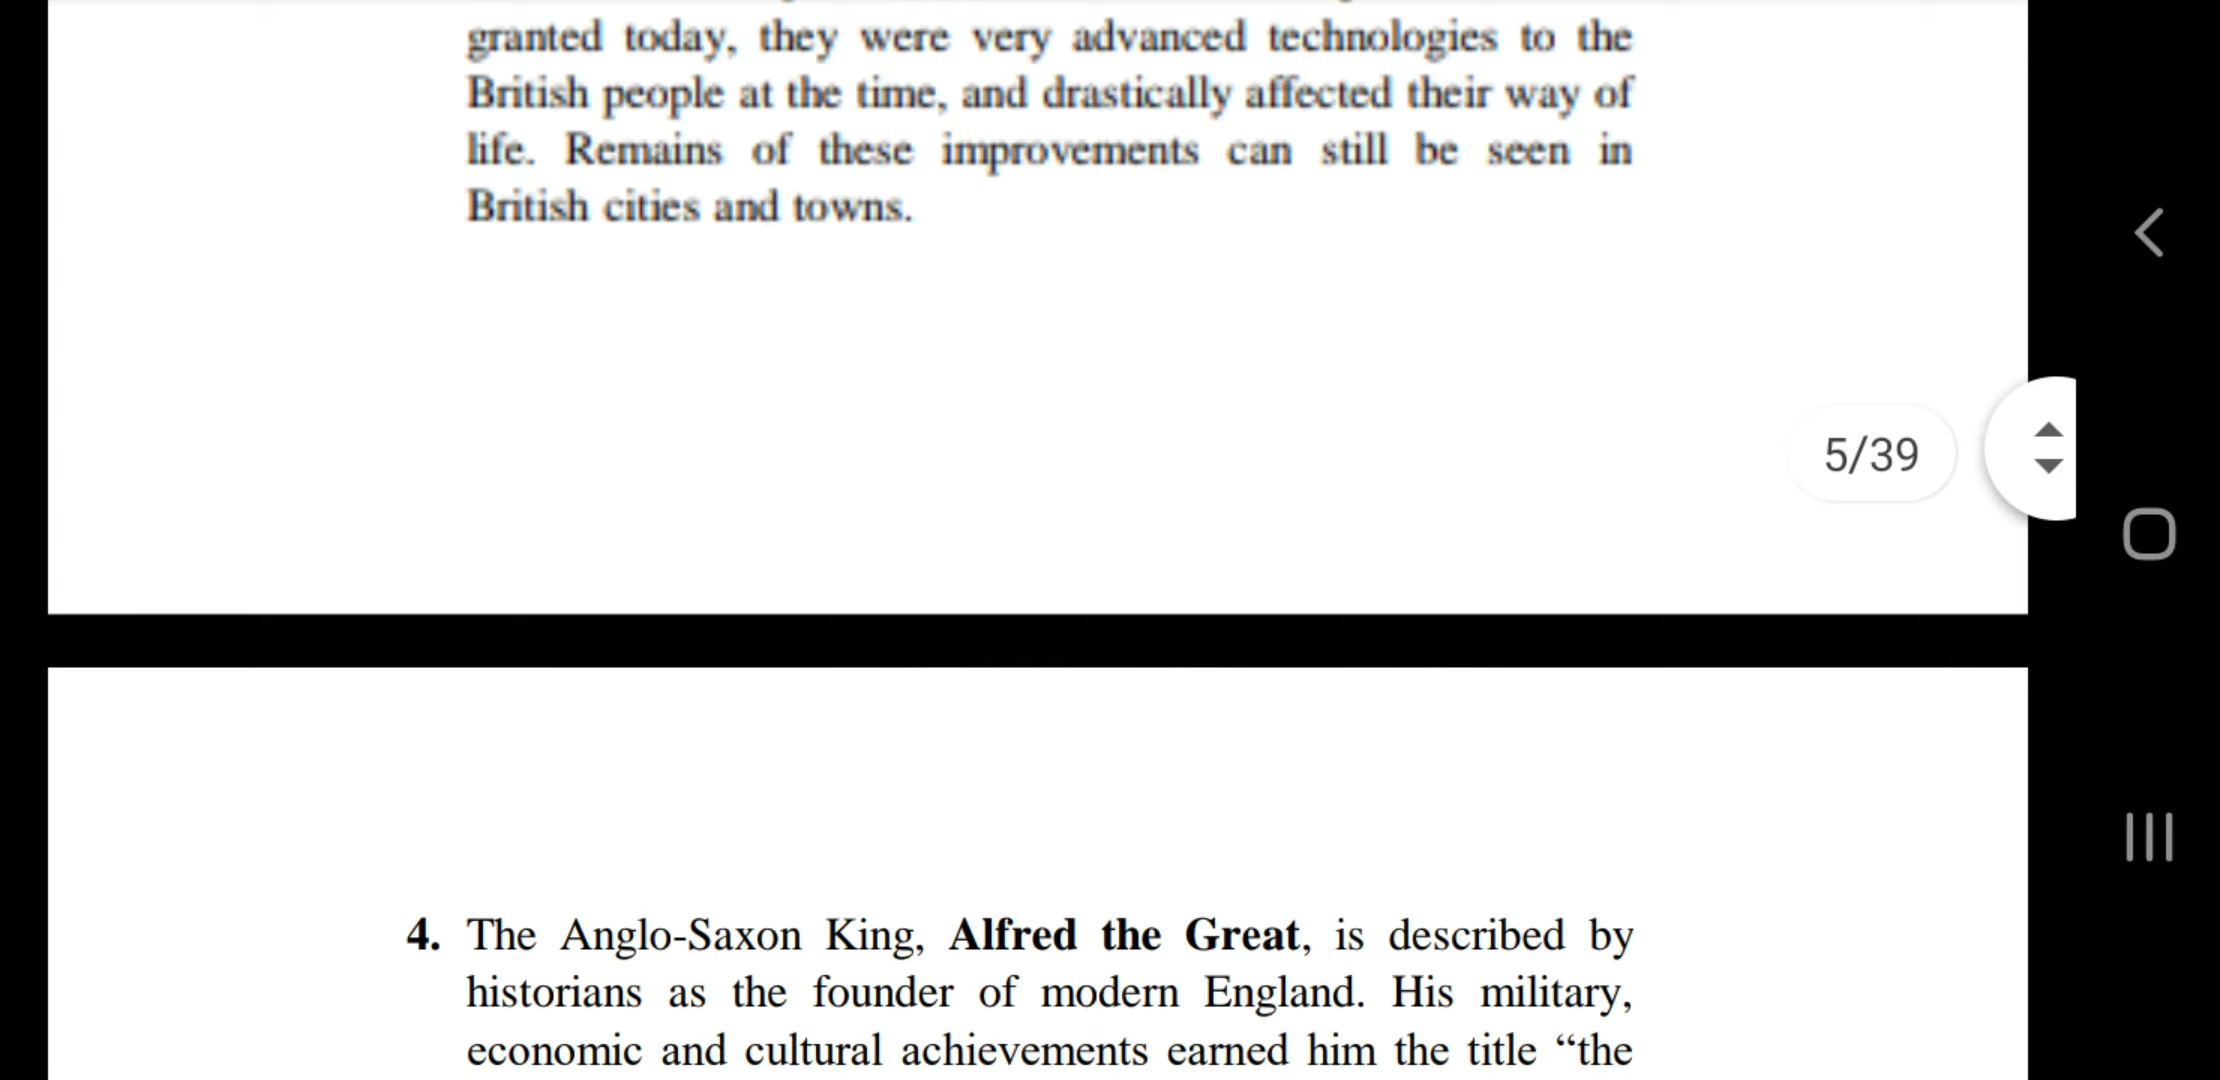 granted today, they were very advanced technologies to the
British people at the time, and drastically affected their way of
life. Remains of these improvements can still be seen in
British cities and towns.
5/39
4. The Anglo-Saxon King, Alfred the Great, is described by
historians as the founder of modern England. His military,
economic and cultural achievements earned him the title “the